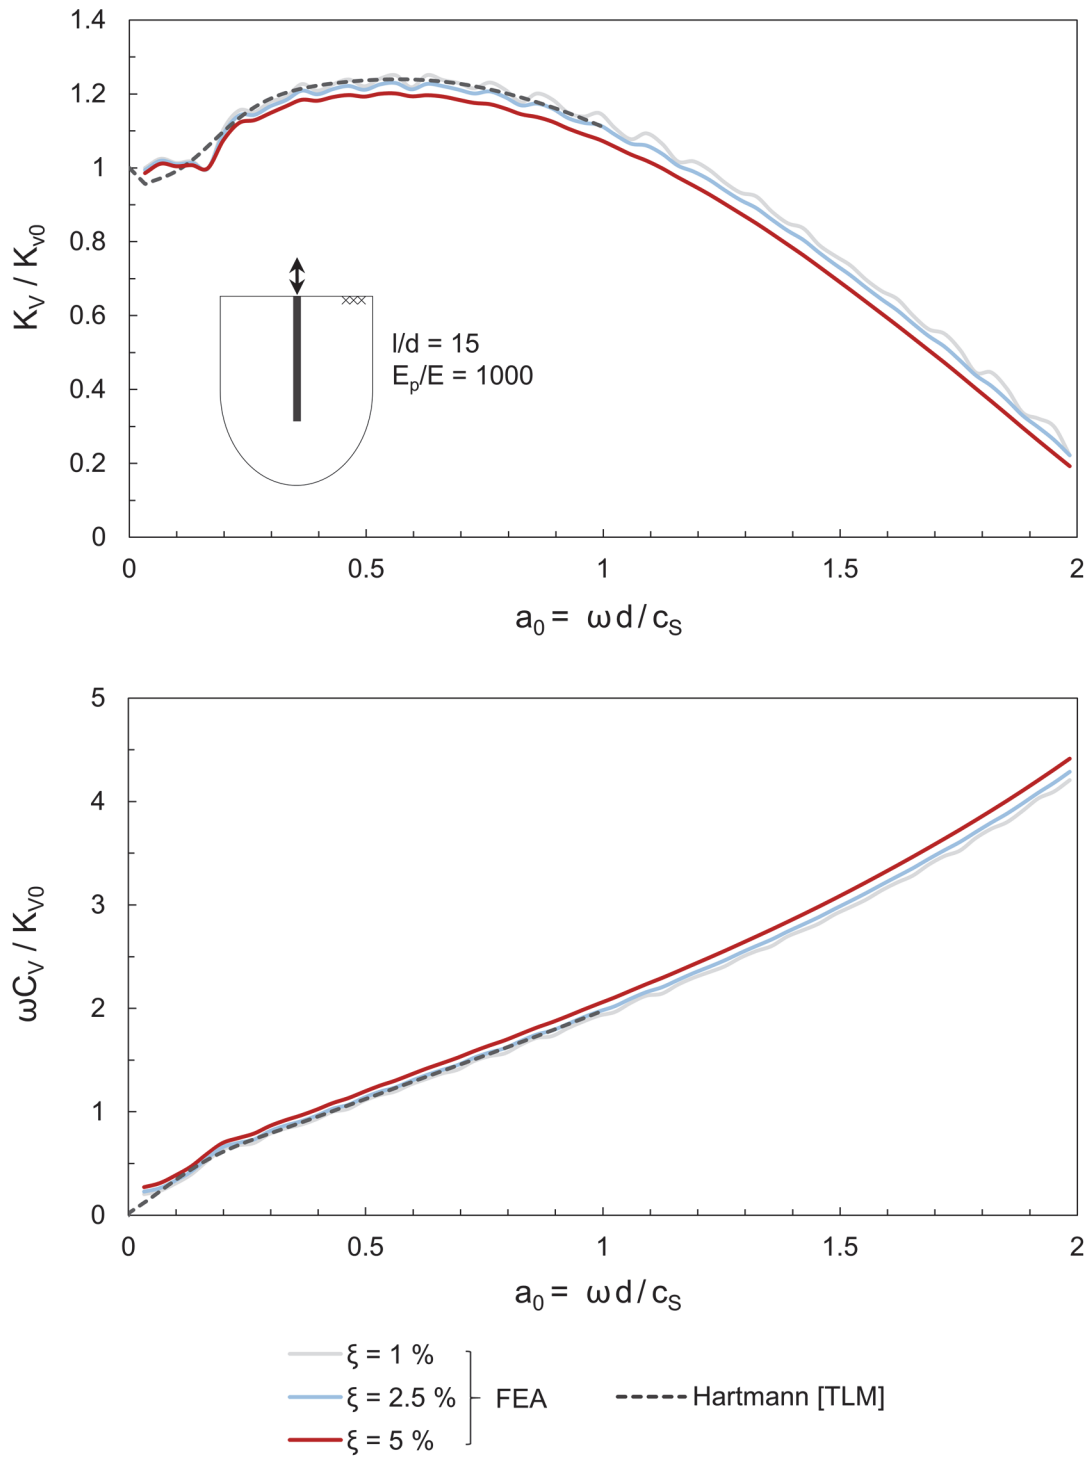 1.4
1.2
1
0.8
0.6
0.4
0.2
0
K_V / K_v0
l/d = 15
E_p/E = 1000
0 0.5 1 1.5 2
a_0 = ωd/c_S
5
4
3
2
1
0
ωC_V / K_V0
0 0.5 1 1.5 2
a_0 = ωd/c_S
ξ = 1 %
ξ = 2.5 %
ξ = 5 %
FEA
Hartmann [TLM]